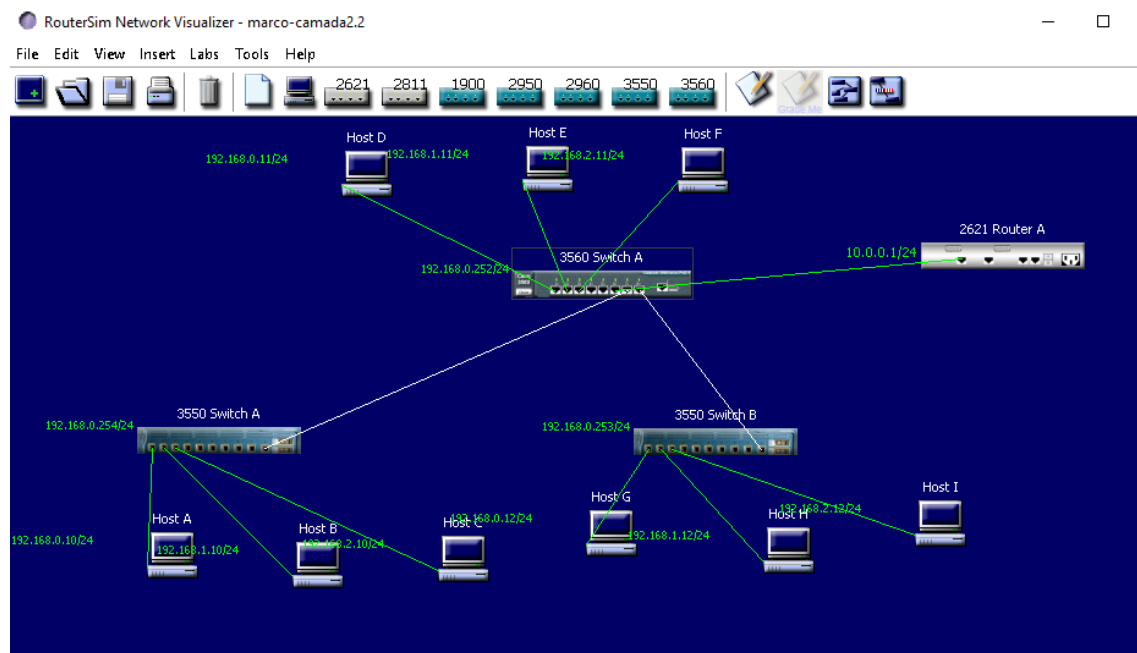 RouterSim Network Visualizer - marco-camada2.2
File Edit View Insert Labs Tools Help
2621 2811 1900 2950 2960 3550 3560
Grade Me
Host D
Host E
Host F
192.168.0.11/24
192.168.1.11/24
192.168.2.11/24
2621 Router A
10.0.0.1/24
3560 Switch A
192.168.0.252/24
3550 Switch A
192.168.0.254/24
3550 Switch B
192.168.0.253/24
Host A
Host B
Host C
192.168.0.10/24
192.168.1.10/24
192.168.2.10/24
Host G
Host H
Host I
192.168.0.12/24
192.168.1.12/24
192.168.2.12/24